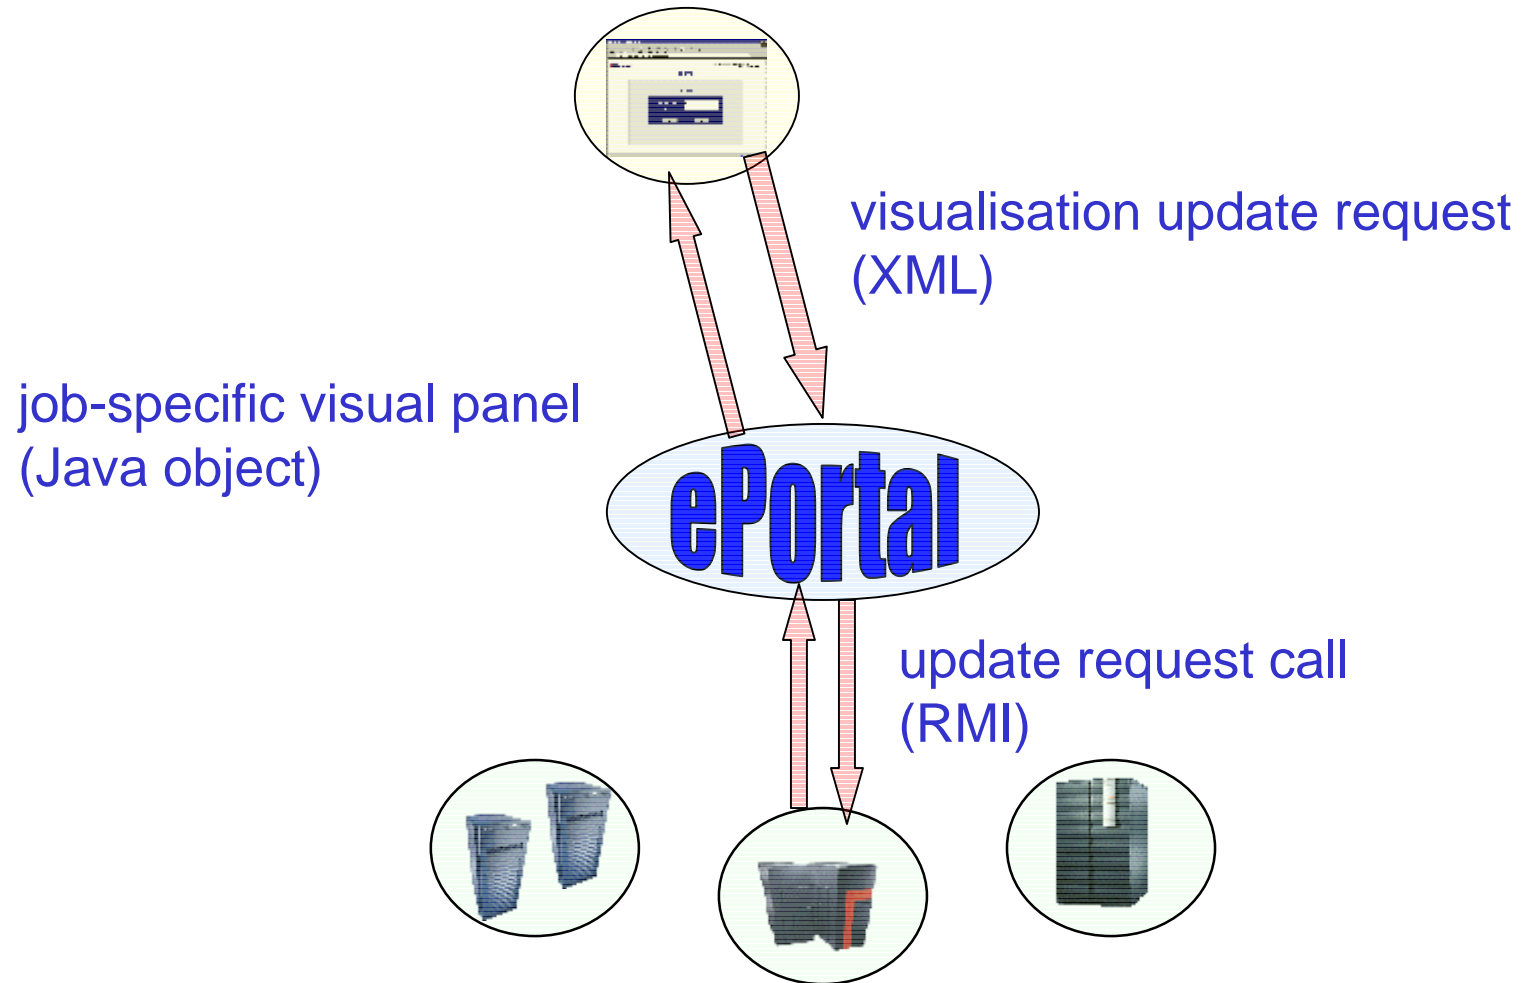 visualisation update request
(XML)
job-specific visual panel
(Java object)
ePortal
update request call
(RMI)